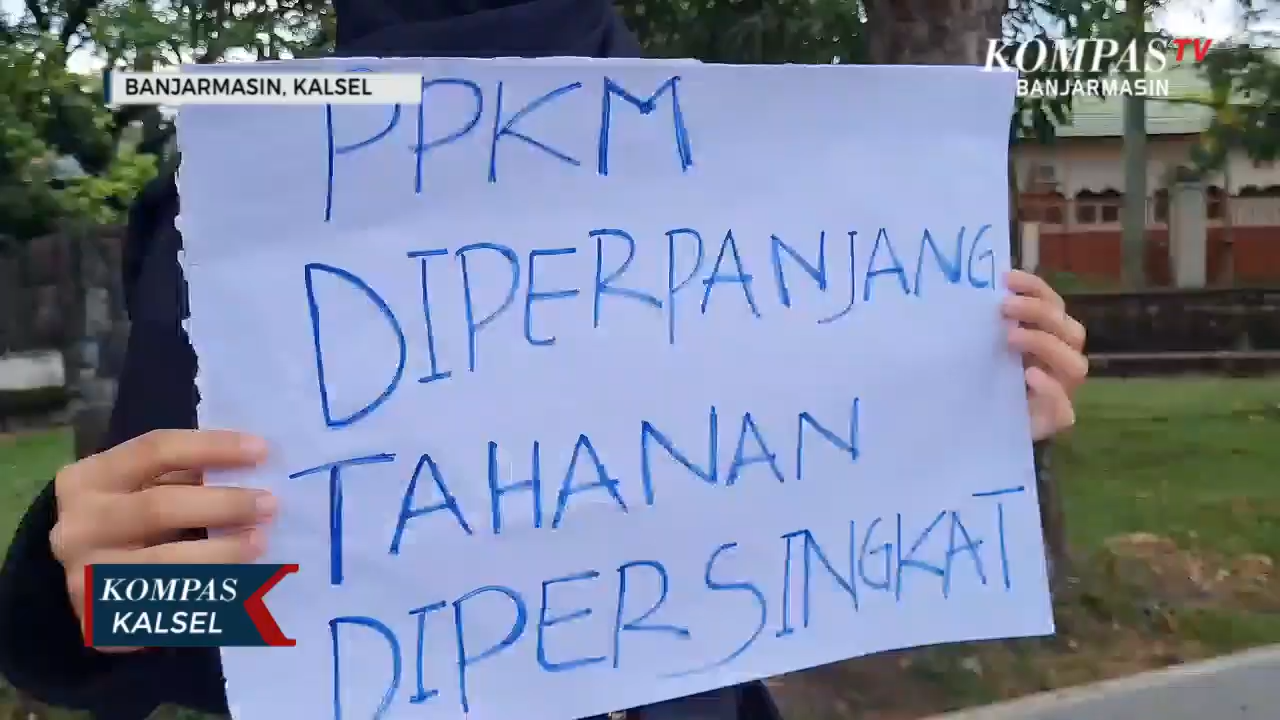 BANJARMASIN, KALSEL
KOMPAS TV
BANJARMASIN
PPKM
DIPERPANJANG
TAHANAN
DIPERSINGKAT
KOMPAS
KALSEL